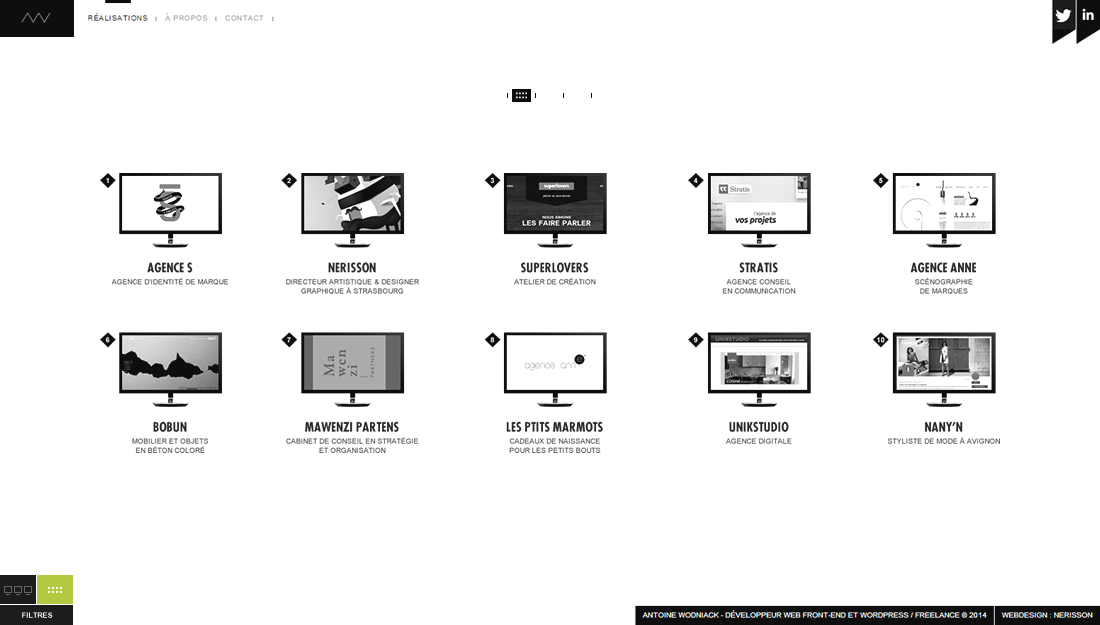 RÉALISATIONS À PROPOS CONTACT
in
1
2
3
superlovers
NOUS AIMONS
LES FAIRE PARLER
4
Stratis
l'agence de
vos projets
5
AGENCE S
AGENCE D'IDENTITÉ DE MARQUE
NERISSON
DIRECTEUR ARTISTIQUE & DESIGNER
GRAPHIQUE À STRASBOURG
SUPERLOVERS
ATELIER DE CRÉATION
STRATIS
AGENCE CONSEIL
EN COMMUNICATION
AGENCE ANNE
SCÉNOGRAPHIE
DE MARQUES
6
7
Ma
wen
zi
PARTNERS
8
agence ann
9
UNIKSTUDIO
CUISINE
10
BOBUN
MOBILIER ET OBJETS
EN BÉTON COLORÉ
MAWENZI PARTENS
CABINET DE CONSEIL EN STRATÉGIE
ET ORGANISATION
LES PTITS MARMOTS
CADEAUX DE NAISSANCE
POUR LES PETITS BOUTS
UNIKSTUDIO
AGENCE DIGITALE
NANY'N
STYLISTE DE MODE À AVIGNON
FILTRES
ANTOINE WODNIACK - DÉVELOPPEUR WEB FRONT-END ET WORDPRESS / FREELANCE © 2014
WEBDESIGN : NERISSON